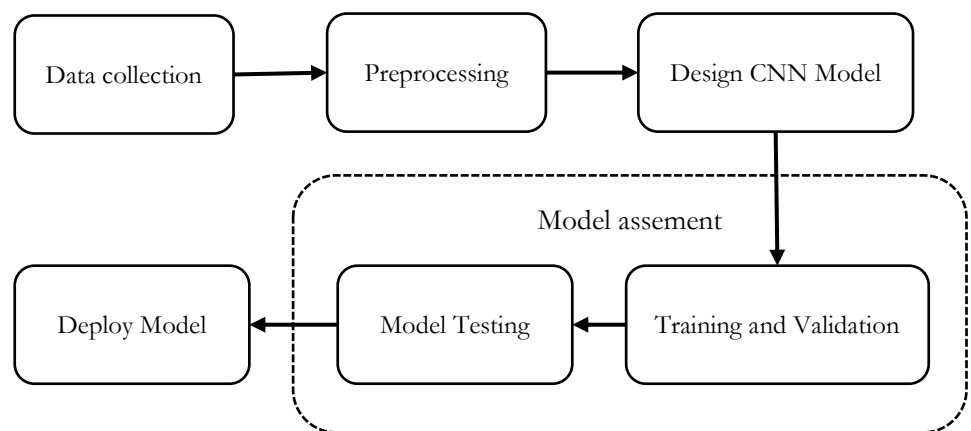 Data collection
Preprocessing
Design CNN Model
Model assement
Deploy Model
Model Testing
Training and Validation